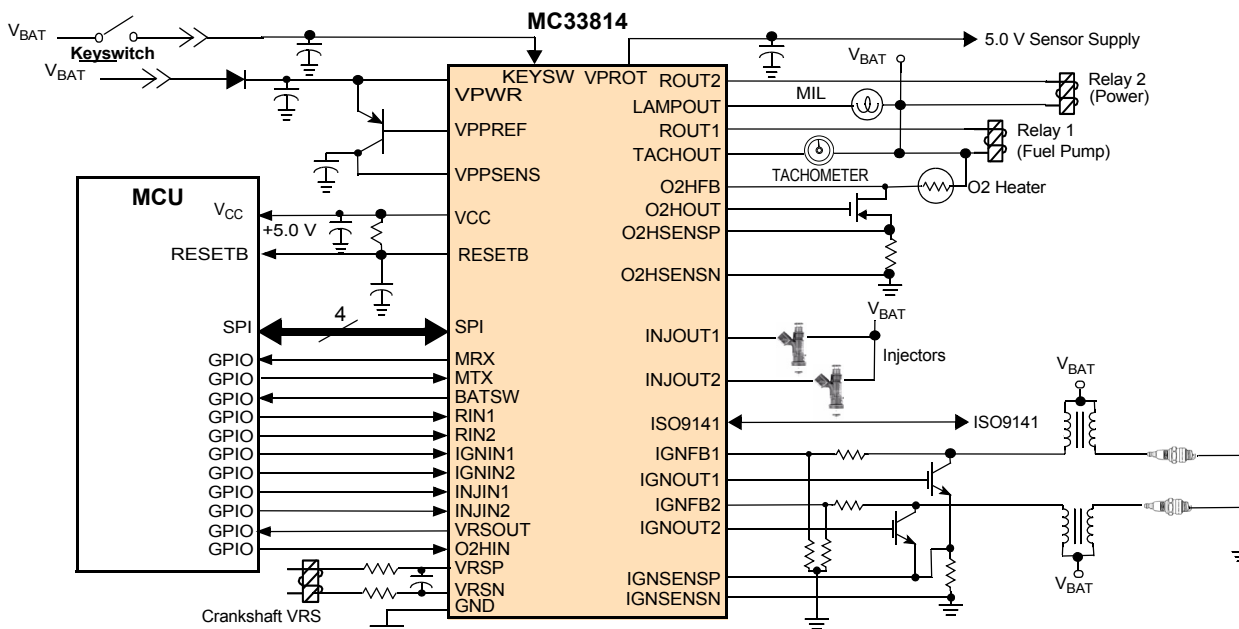 MC33814
VBAT
Keyswitch
VBAT
5.0 V Sensor Supply
VBAT
KEYSW
VPROT
VPWR
VPPREF
VPPSENS
VCC
RESETB
SPI
MRX
MTX
BATSW
RIN1
RIN2
IGNIN1
IGNIN2
INJIN1
INJIN2
VRSOUT
O2HIN
VRSP
VRSN
GND
ROUT2
LAMPOUT
ROUT1
TACHOUT
O2HFB
O2HOUT
O2HSENSP
O2HSENSN
INJOUT1
INJOUT2
ISO9141
IGNFB1
IGNOUT1
IGNFB2
IGNOUT2
IGNSENSP
IGNSENSN
MCU
VCC
+5.0 V
RESETB
SPI
4
GPIO
GPIO
GPIO
GPIO
GPIO
GPIO
GPIO
GPIO
GPIO
GPIO
GPIO
Crankshaft VRS
MIL
Relay 2
(Power)
Relay 1
(Fuel Pump)
TACHOMETER
O2 Heater
VBAT
Injectors
ISO9141
VBAT
VBAT